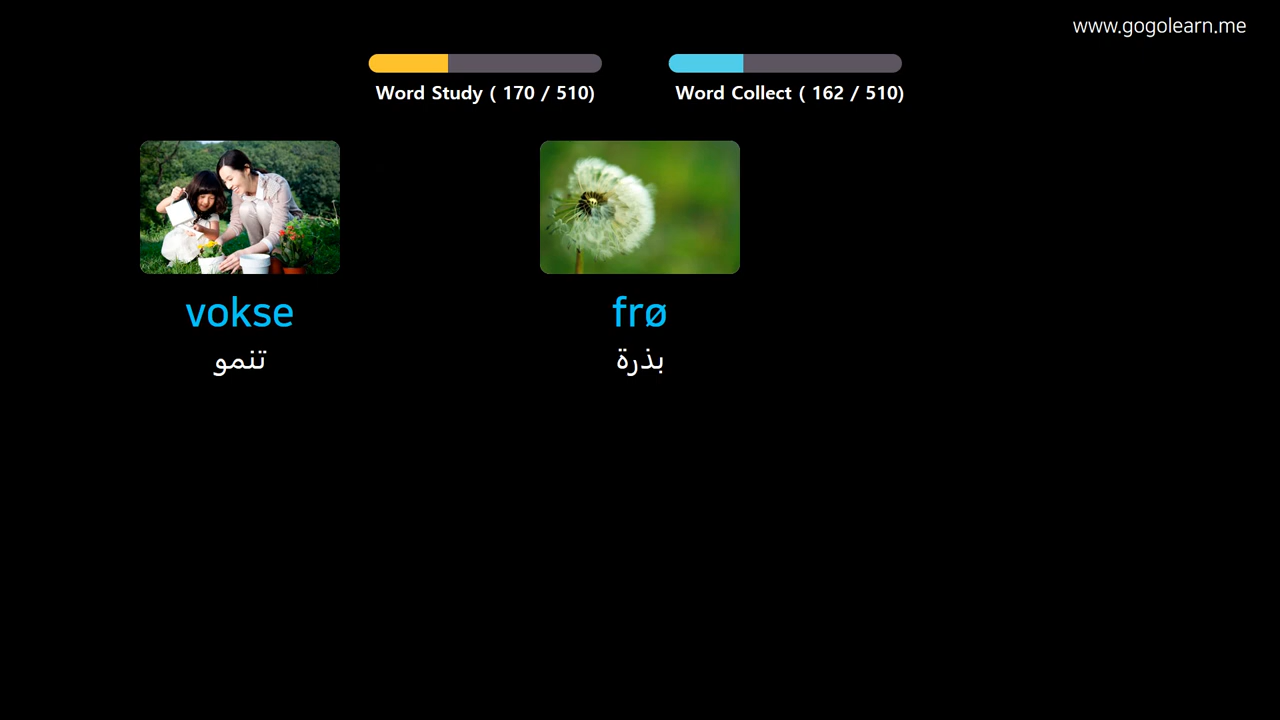 www.gogolearn.me
Word Study ( 170 / 510)
Word Collect ( 162 / 510)
vokse
تنمو
frø
بذرة